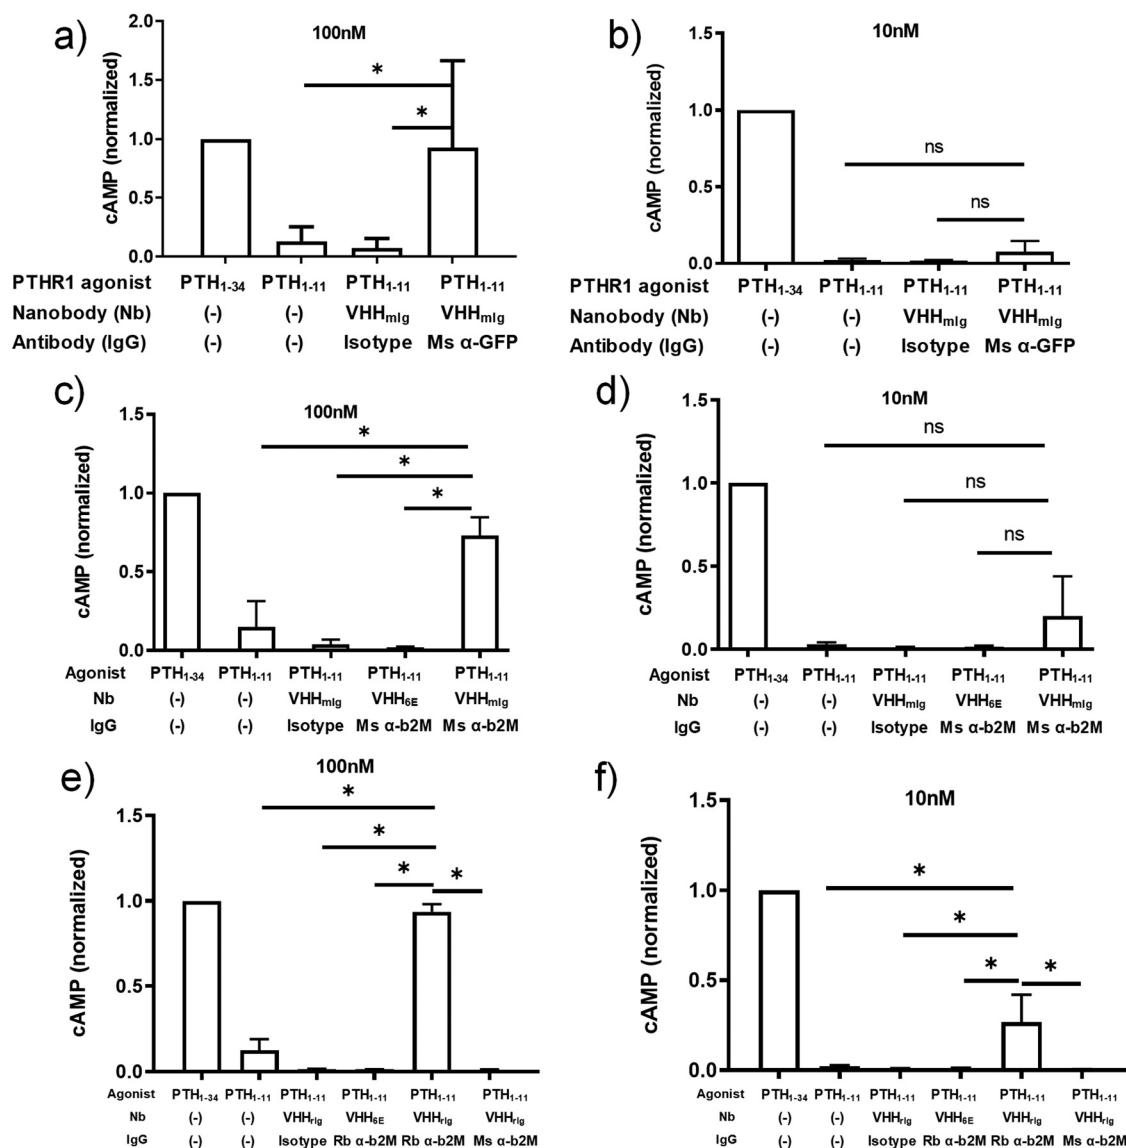 a)
100nM
2.0
1.5
1.0
0.5
0.0
cAMP (normalized)
*
*
PTHR1 agonist PTH1-34 PTH1-11 PTH1-11 PTH1-11
Nanobody (Nb) (-) (-) VHHmIg VHHmIg
Antibody (IgG) (-) (-) Isotype Ms α-GFP
b)
10nM
1.5
1.0
0.5
0.0
cAMP (normalized)
ns
ns
PTHR1 agonist PTH1-34 PTH1-11 PTH1-11 PTH1-11
Nanobody (Nb) (-) (-) VHHmIg VHHmIg
Antibody (IgG) (-) (-) Isotype Ms α-GFP
c)
100nM
1.5
1.0
0.5
0.0
cAMP (normalized)
*
*
*
Agonist PTH1-34 PTH1-11 PTH1-11 PTH1-11 PTH1-11
Nb (-) (-) VHHmIg VHH6E VHHmIg
IgG (-) (-) Isotype Ms α-b2M Ms α-b2M
d)
10nM
1.5
1.0
0.5
0.0
cAMP (normalized)
ns
ns
ns
Agonist PTH1-34 PTH1-11 PTH1-11 PTH1-11 PTH1-11
Nb (-) (-) VHHmIg VHH6E VHHmIg
IgG (-) (-) Isotype Ms α-b2M Ms α-b2M
e)
100nM
1.5
1.0
0.5
0.0
cAMP (normalized)
*
*
*
*
Agonist PTH1-34 PTH1-11 PTH1-11 PTH1-11 PTH1-11 PTH1-11
Nb (-) (-) VHHrIg VHH6E VHHrIg VHHrIg
IgG (-) (-) Isotype Rb α-b2M Rb α-b2M Ms α-b2M
f)
10nM
1.5
1.0
0.5
0.0
cAMP (normalized)
*
*
*
*
Agonist PTH1-34 PTH1-11 PTH1-11 PTH1-11 PTH1-11 PTH1-11
Nb (-) (-) VHHrIg VHH6E VHHrIg VHHrIg
IgG (-) (-) Isotype Rb α-b2M Rb α-b2M Ms α-b2M